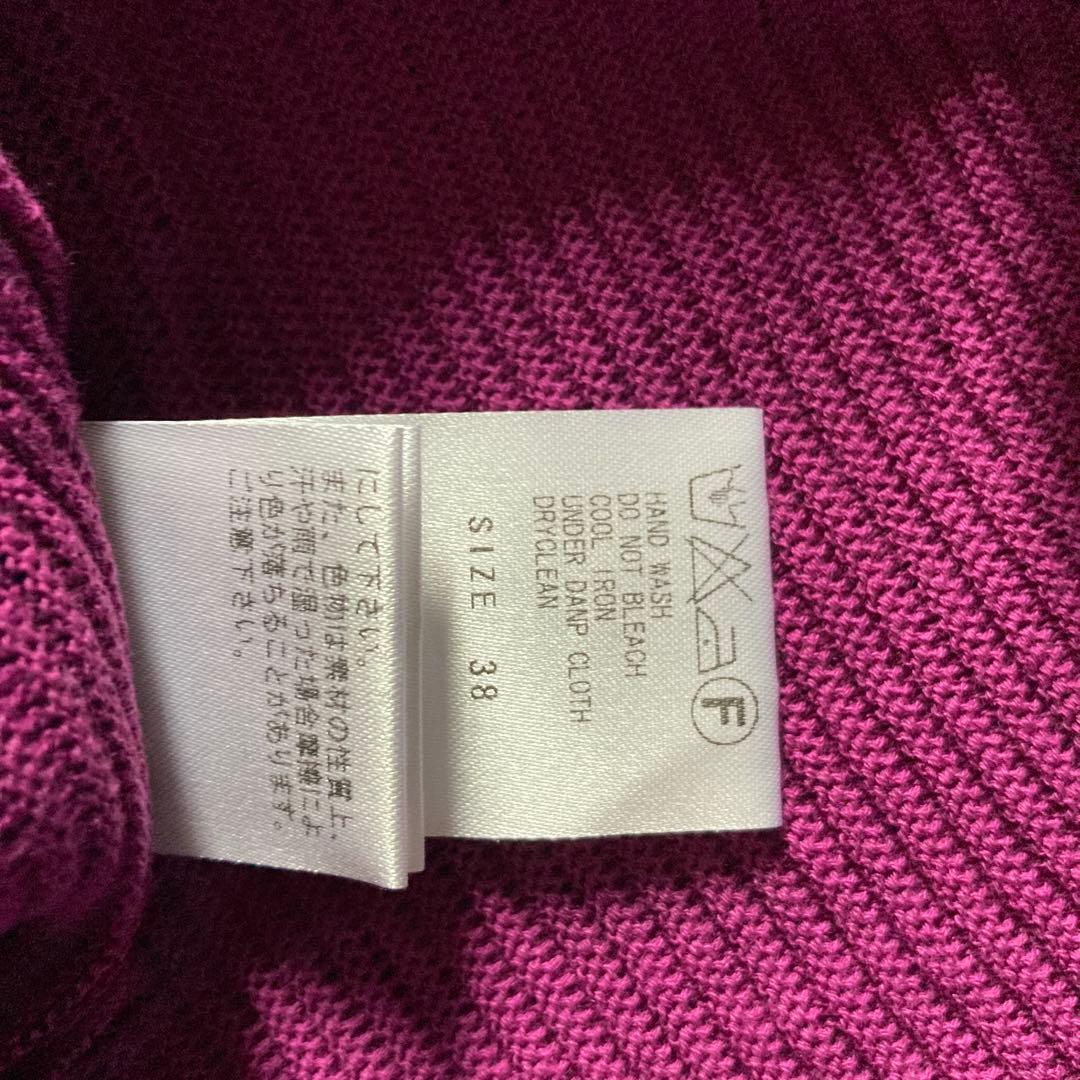 F
HAND WASH
DO NOT BLEACH
COOL IRON
UNDER DANP CLOTH
DRYCLEAN
SIZE 38
にして下さい。
また、色物は素材の性質上、
汗や雨で湿った場合摩擦によ
り色が落ちることがあります。
ご注意下さい。